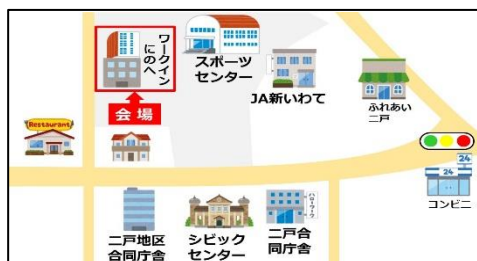 ワークイン
にのへ
スポーツ
センター
JA新いわて
会場
ふれあい
二戸
Restaurant
24
24
コンビニ
ハローワーク
二戸地区
合同庁舎
シビック
センター
二戸合
同庁舎